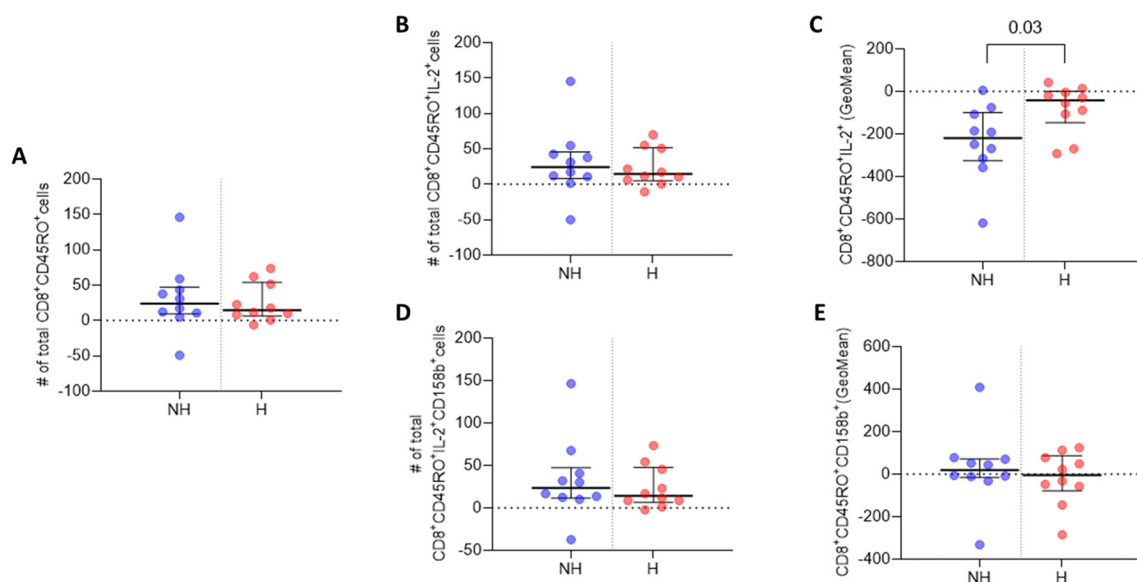 A
# of total CD8+CD45RO+cells
200
150
100
50
0
-50
-100
NH
H
B
# of total CD8+CD45RO+IL-2+cells
200
150
100
50
0
-50
-100
NH
H
C
0.03
CD8+CD45RO+IL-2+ (GeoMean)
200
0
-200
-400
-600
-800
NH
H
D
# of total
CD8+CD45RO+IL-2+CD158b+ cells
200
150
100
50
0
-50
NH
H
E
CD8+CD45RO+CD158b+(GeoMean)
600
400
200
0
-200
-400
NH
H